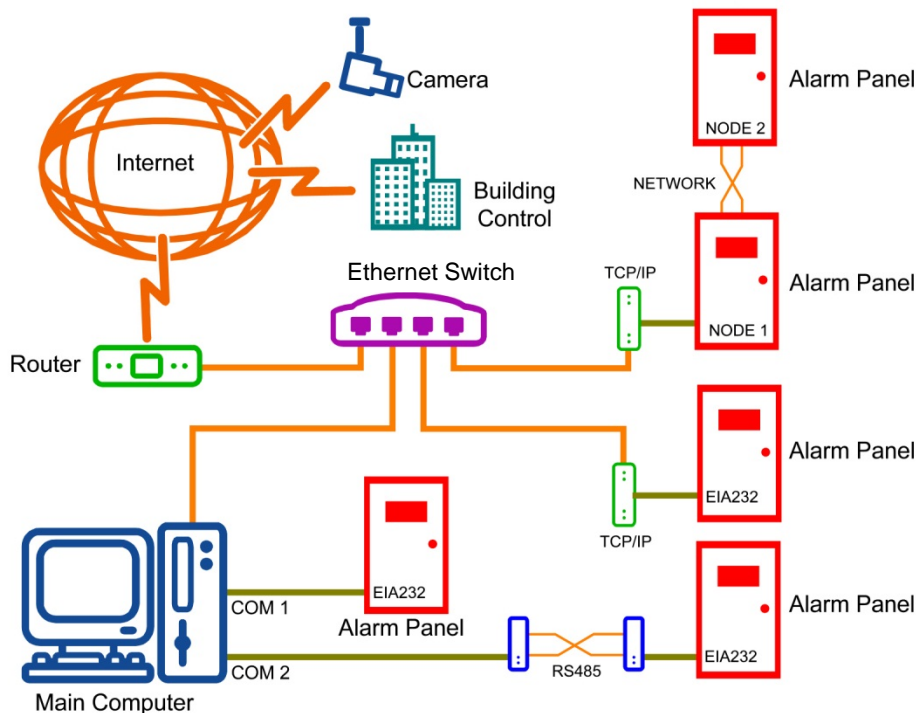 Camera
Alarm Panel
NODE 2
Internet
NETWORK
Building
Control
Ethernet Switch
TCP/IP
Alarm Panel
NODE 1
Router
Alarm Panel
EIA232
TCP/IP
COM 1
EIA232
Alarm Panel
Alarm Panel
COM 2
RS485
EIA232
Main Computer